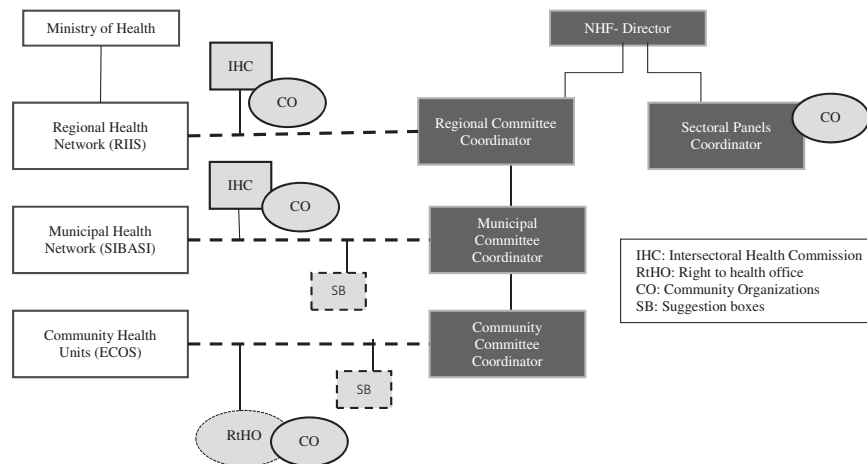 Ministry of Health
NHF- Director
IHC
CO
Regional Health
Network (RIIS)
Regional Committee
Coordinator
Sectoral Panels
Coordinator
CO
IHC
CO
Municipal Health
Network (SIBASI)
Municipal
Committee
Coordinator
SB
IHC: Intersectoral Health Commission
RtHO: Right to health office
CO: Community Organizations
SB: Suggestion boxes
Community Health
Units (ECOS)
Community
Committee
Coordinator
SB
RtHO
CO